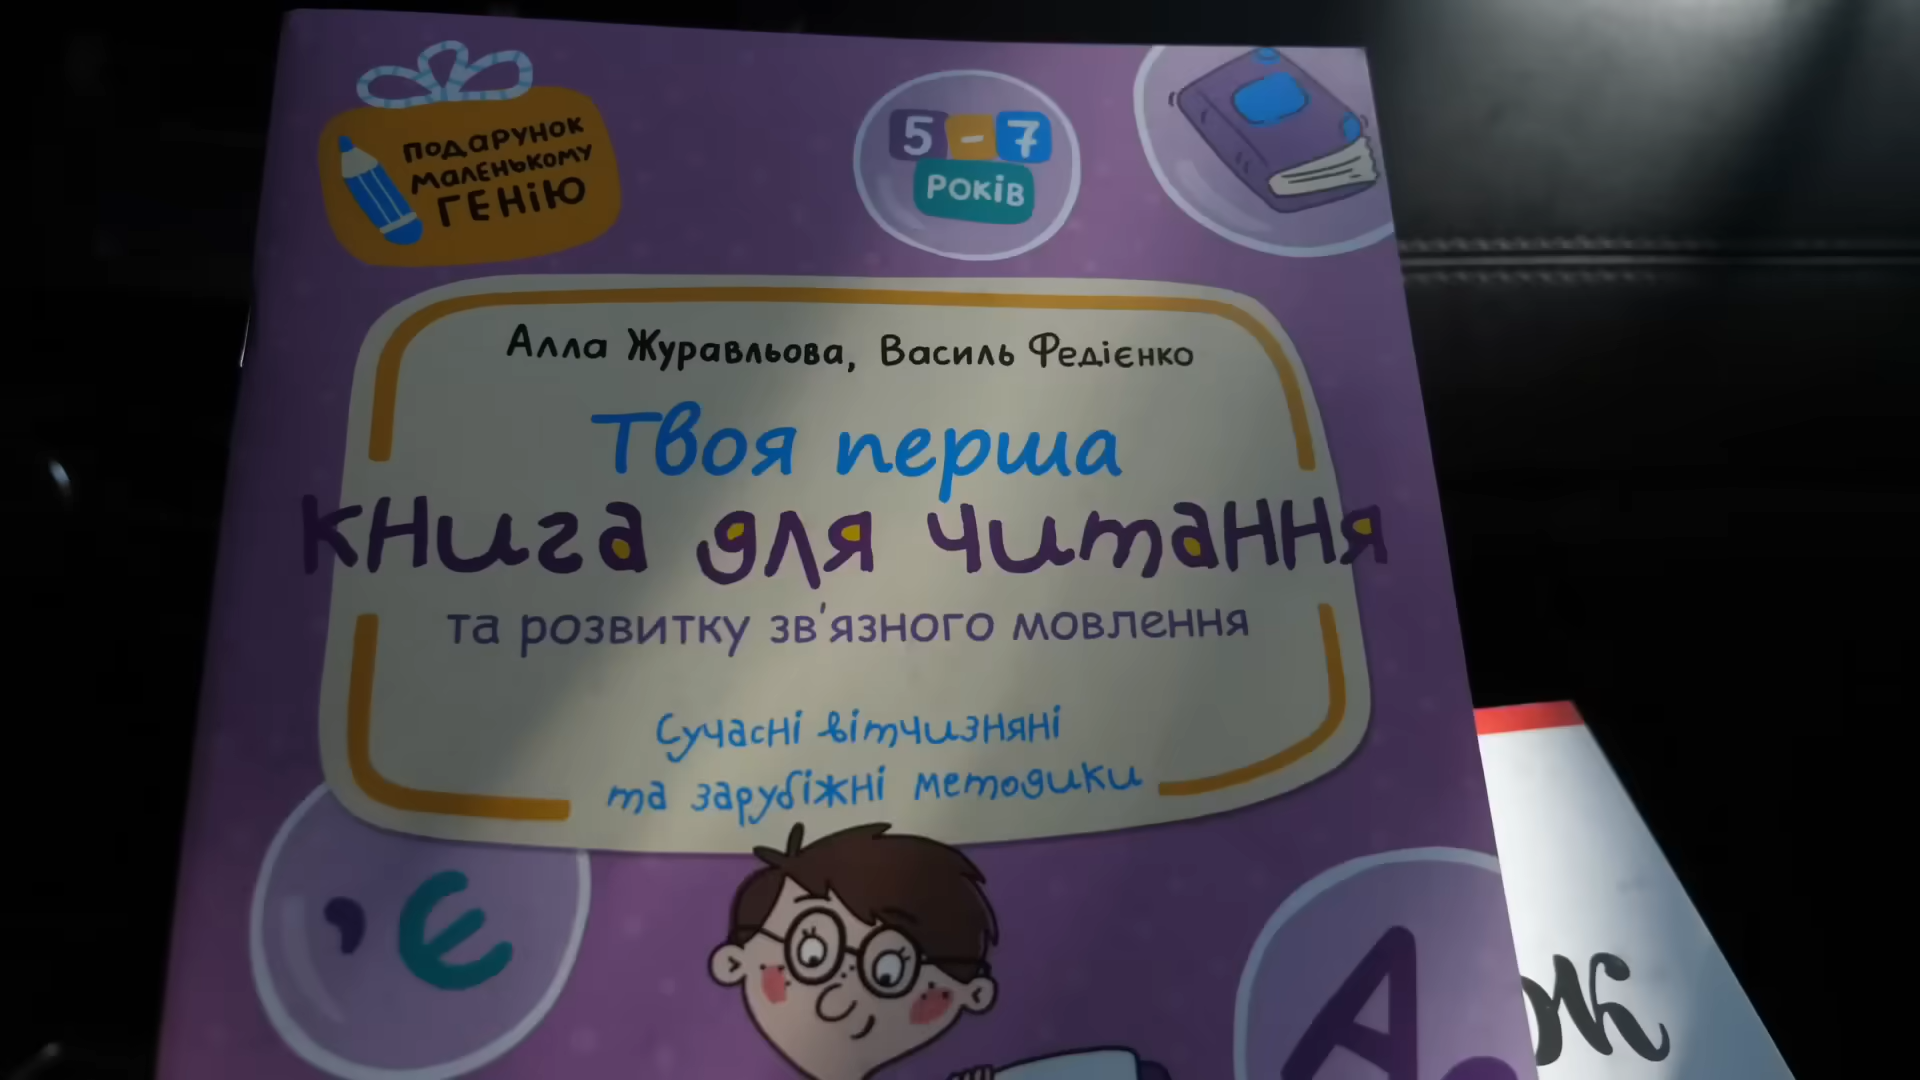 подарунок
маленькому
генію
5-7
років
Алла Журавльова, Василь Федієнко
Твоя перша
книга для читання
та розвитку зв'язного мовлення
Сучасні вітчизняні
та зарубіжні методики
'Є
А